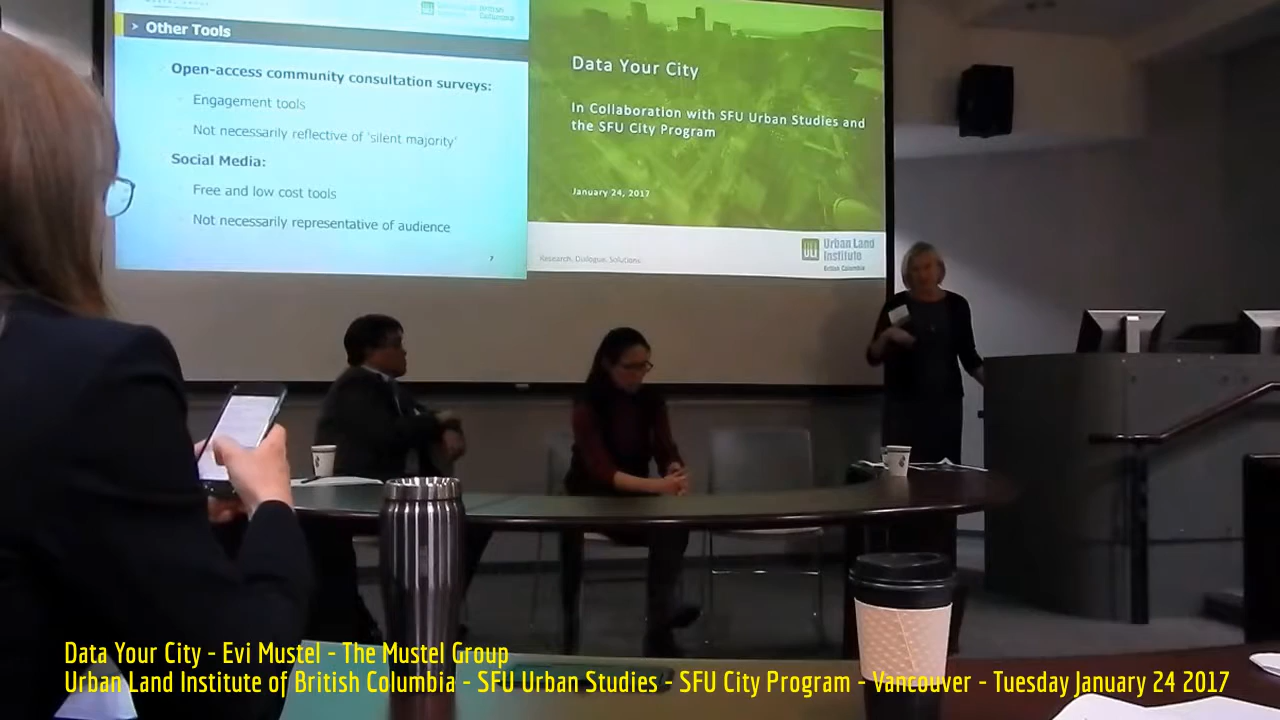 Other Tools
Open-access community consultation surveys:
Engagement tools
Not necessarily reflective of 'silent majority'
Social Media:
Free and low cost tools
Not necessarily representative of audience
7
Data Your City
In Collaboration with SFU Urban Studies and
the SFU City Program
January 24, 2017
Research. Dialogue. Solutions.
ULI
Urban Land
Institute
British Columbia
Data Your City - Evi Mustel - The Mustel Group
Urban Land Institute of British Columbia - SFU Urban Studies - SFU City Program - Vancouver - Tuesday January 24 2017